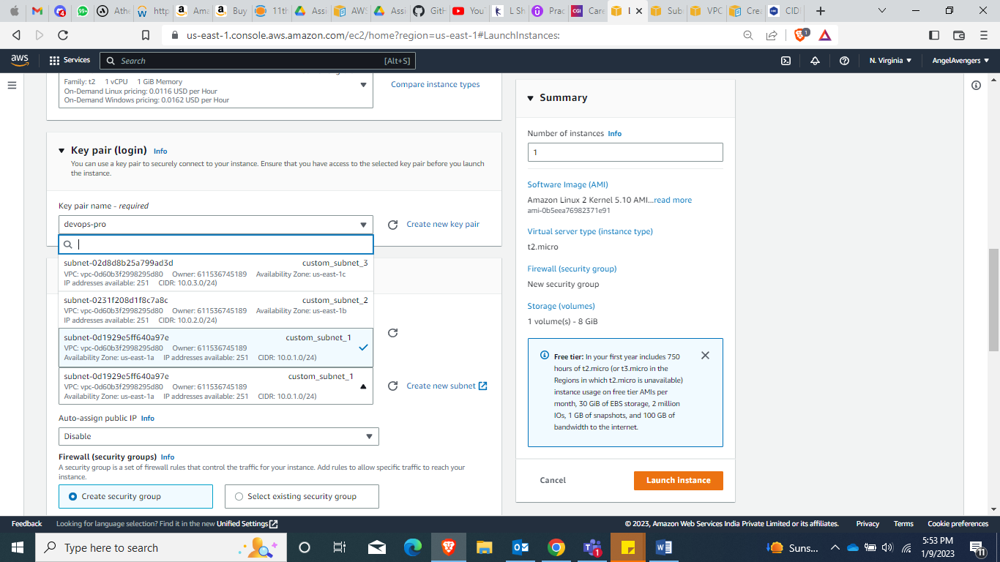 Ath
http
Ama
Buy
11th
Assi
AWS
Assi
GitH
YouT
L Sh
Prac
CGI
Care
I
Sub
VPC
Crea
CIDI
us-east-1.console.aws.amazon.com/ec2/home?region=us-east-1#LaunchInstances:
1
aws
Services
Search
[Alt+S]
N. Virginia
AngelAvengers
Family: t2 1 vCPU 1 GiB Memory
On-Demand Linux pricing: 0.0116 USD per Hour
On-Demand Windows pricing: 0.0162 USD per Hour
Compare instance types
Key pair (login) Info
You can use a key pair to securely connect to your instance. Ensure that you have access to the selected key pair before you launch
the instance.
Key pair name - required
devops-pro
Create new key pair
subnet-02d8d8b25a799ad3d custom_subnet_3
VPC: vpc-0d60b3f2998295d80 Owner: 611536745189 Availability Zone: us-east-1c
IP addresses available: 251 CIDR: 10.0.3.0/24)
subnet-0231f208d1f8c7a8c custom_subnet_2
VPC: vpc-0d60b3f2998295d80 Owner: 611536745189 Availability Zone: us-east-1b
IP addresses available: 251 CIDR: 10.0.2.0/24)
subnet-0d1929e5ff640a97e custom_subnet_1
VPC: vpc-0d60b3f2998295d80 Owner: 611536745189
Availability Zone: us-east-1a IP addresses available: 251 CIDR: 10.0.1.0/24)
subnet-0d1929e5ff640a97e custom_subnet_1
VPC: vpc-0d60b3f2998295d80 Owner: 611536745189
Availability Zone: us-east-1a IP addresses available: 251 CIDR: 10.0.1.0/24)
Create new subnet
Auto-assign public IP Info
Disable
Firewall (security groups) Info
A security group is a set of firewall rules that control the traffic for your instance. Add rules to allow specific traffic to reach your
instance.
Create security group
Select existing security group
Summary
Number of instances Info
1
Software Image (AMI)
Amazon Linux 2 Kernel 5.10 AMI...read more
ami-0b5eea76982371e91
Virtual server type (instance type)
t2.micro
Firewall (security group)
New security group
Storage (volumes)
1 volume(s) - 8 GiB
Free tier: In your first year includes 750
hours of t2.micro (or t3.micro in the
Regions in which t2.micro is unavailable)
instance usage on free tier AMIs per
month, 30 GiB of EBS storage, 2 million
IOs, 1 GB of snapshots, and 100 GB of
bandwidth to the internet.
Cancel
Launch instance
Feedback Looking for language selection? Find it in the new Unified Settings
© 2023, Amazon Web Services India Private Limited or its affiliates. Privacy Terms Cookie preferences
Type here to search
Suns...
5:53 PM
1/9/2023
11